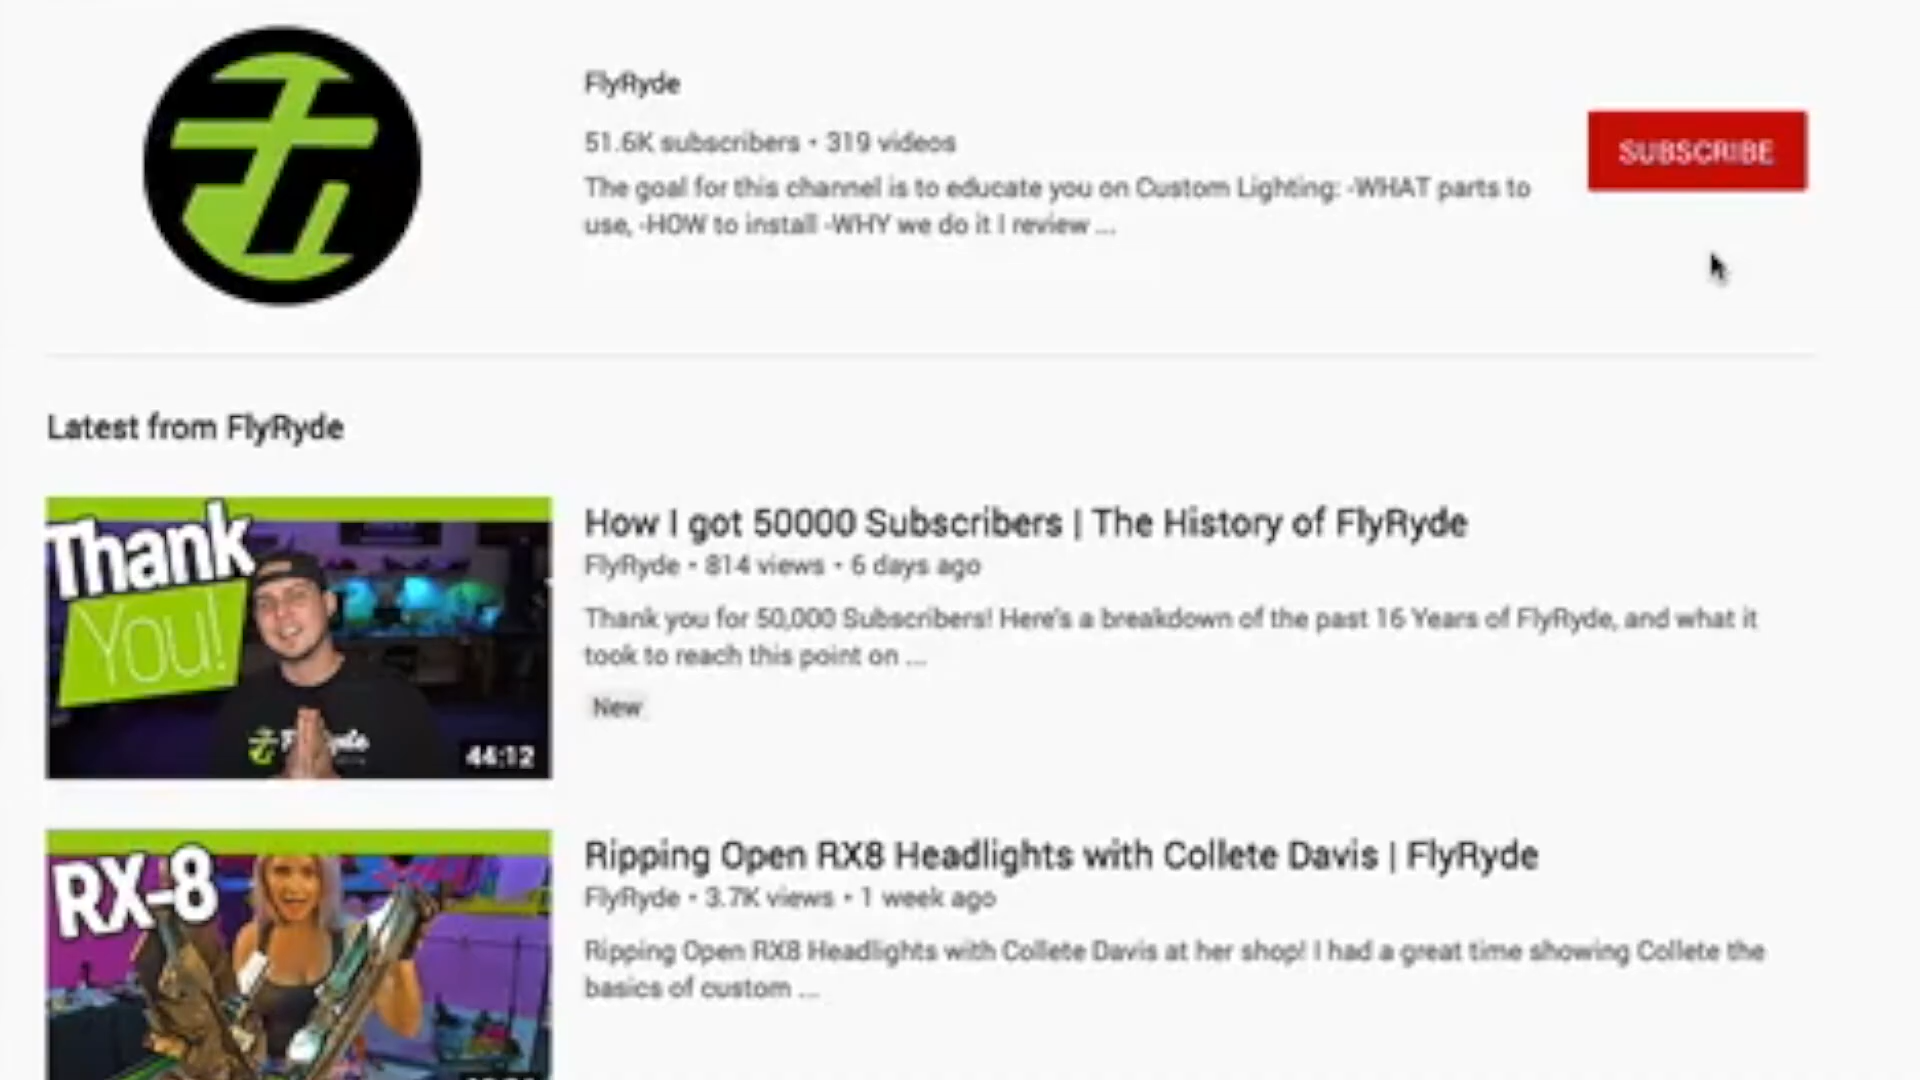 FlyRyde
51.6K subscribers • 319 videos
SUBSCRIBE
The goal for this channel is to educate you on Custom Lighting: -WHAT parts to
use, -HOW to install -WHY we do it I review ...
Latest from FlyRyde
Thank
You!
44:12
How I got 50000 Subscribers | The History of FlyRyde
FlyRyde • 814 views • 6 days ago
Thank you for 50,000 Subscribers! Here's a breakdown of the past 16 Years of FlyRyde, and what it
took to reach this point on ...
New
RX-8
Ripping Open RX8 Headlights with Collete Davis | FlyRyde
FlyRyde • 3.7K views • 1 week ago
Ripping Open RX8 Headlights with Collete Davis at her shop! I had a great time showing Collete the
basics of custom ...